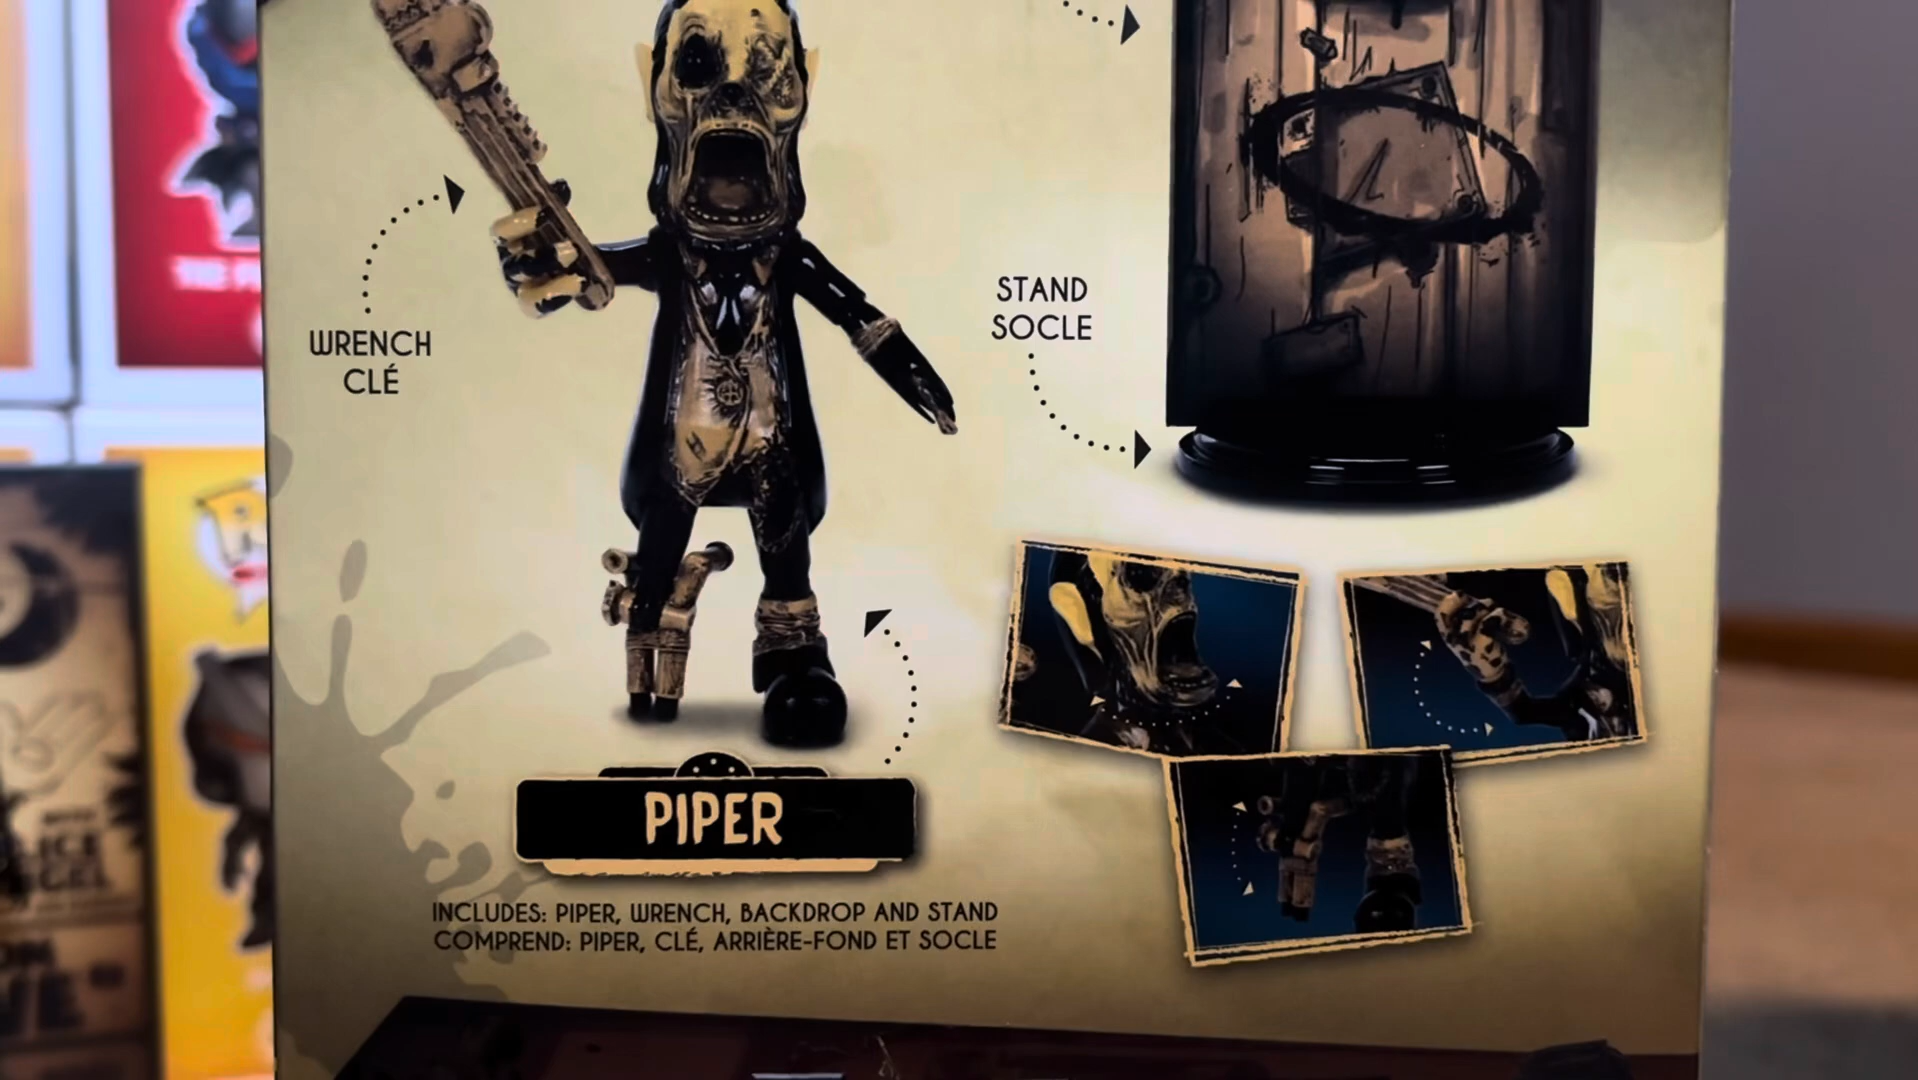 WRENCH
CLÉ
STAND
SOCLE
PIPER
INCLUDES: PIPER, WRENCH, BACKDROP AND STAND
COMPREND: PIPER, CLÉ, ARRIÈRE-FOND ET SOCLE